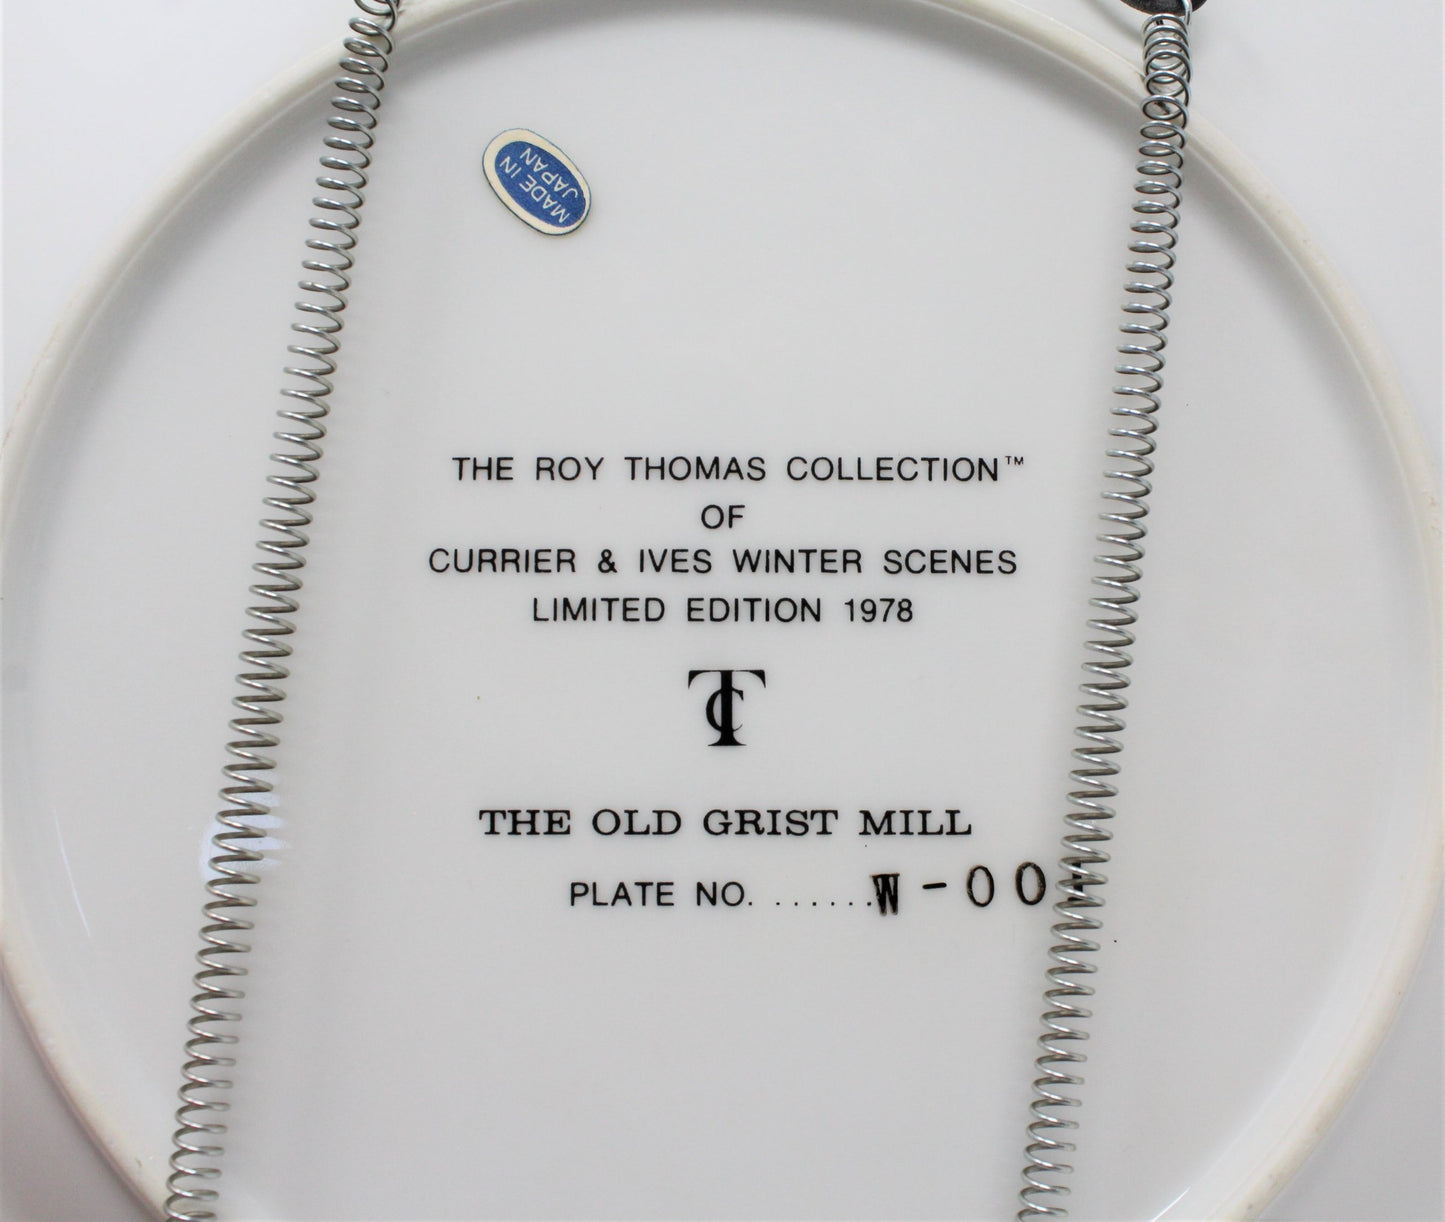 MADE IN
JAPAN
THE ROY THOMAS COLLECTION™
OF
CURRIER & IVES WINTER SCENES
LIMITED EDITION 1978
TC
THE OLD GRIST MILL
PLATE NO. ......W-00